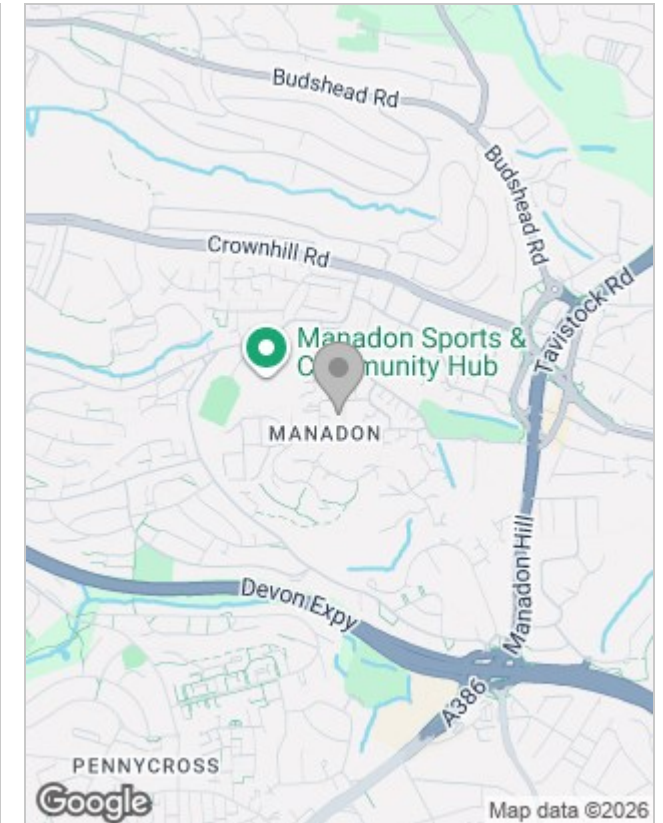 Budshead Rd
Budshead Rd
Crownhill Rd
Tavistock Rd
Manadon Sports &
C munity Hub
MANADON
Manadon Hill
Devon Expy
A386
PENNYCROSS
Google
Map data ©2026